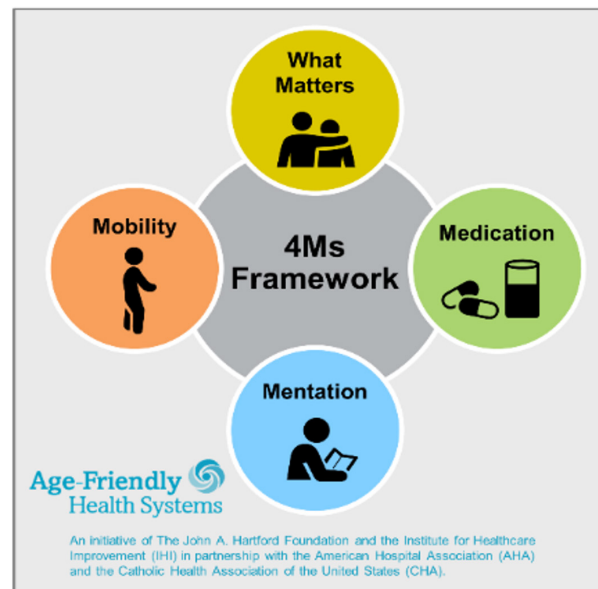 What
Matters
Mobility
4Ms
Framework
Medication
Mentation
Age-Friendly
Health Systems
An initiative of The John A. Hartford Foundation and the Institute for Healthcare
Improvement (IHI) in partnership with the American Hospital Association (AHA)
and the Catholic Health Association of the United States (CHA).